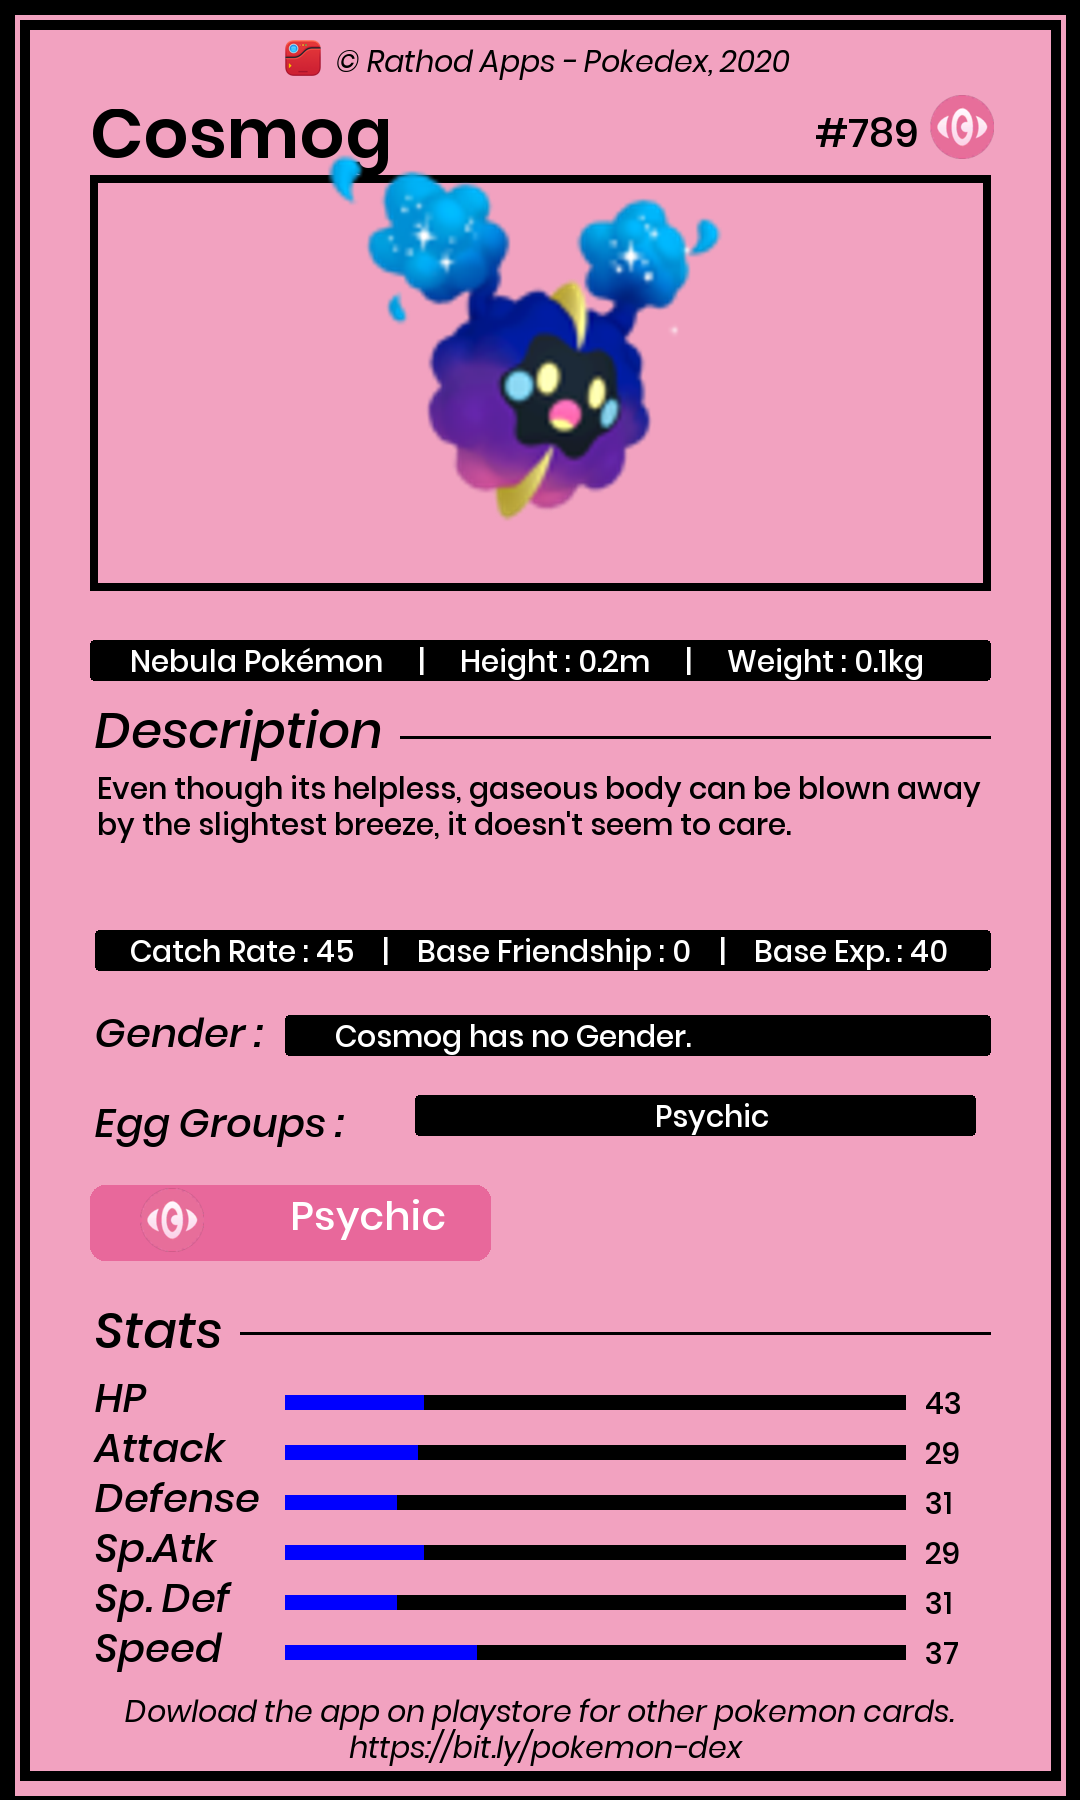 © Rathod Apps - Pokedex, 2020
Cosmog #789
Nebula Pokémon | Height : 0.2m | Weight : 0.1kg
Description
Even though its helpless, gaseous body can be blown away
by the slightest breeze, it doesn't seem to care.
Catch Rate : 45 | Base Friendship : 0 | Base Exp. : 40
Gender : Cosmog has no Gender.
Egg Groups : Psychic
Psychic
Stats
HP 43
Attack 29
Defense 31
Sp.Atk 29
Sp. Def 31
Speed 37
Dowload the app on playstore for other pokemon cards.
https://bit.ly/pokemon-dex